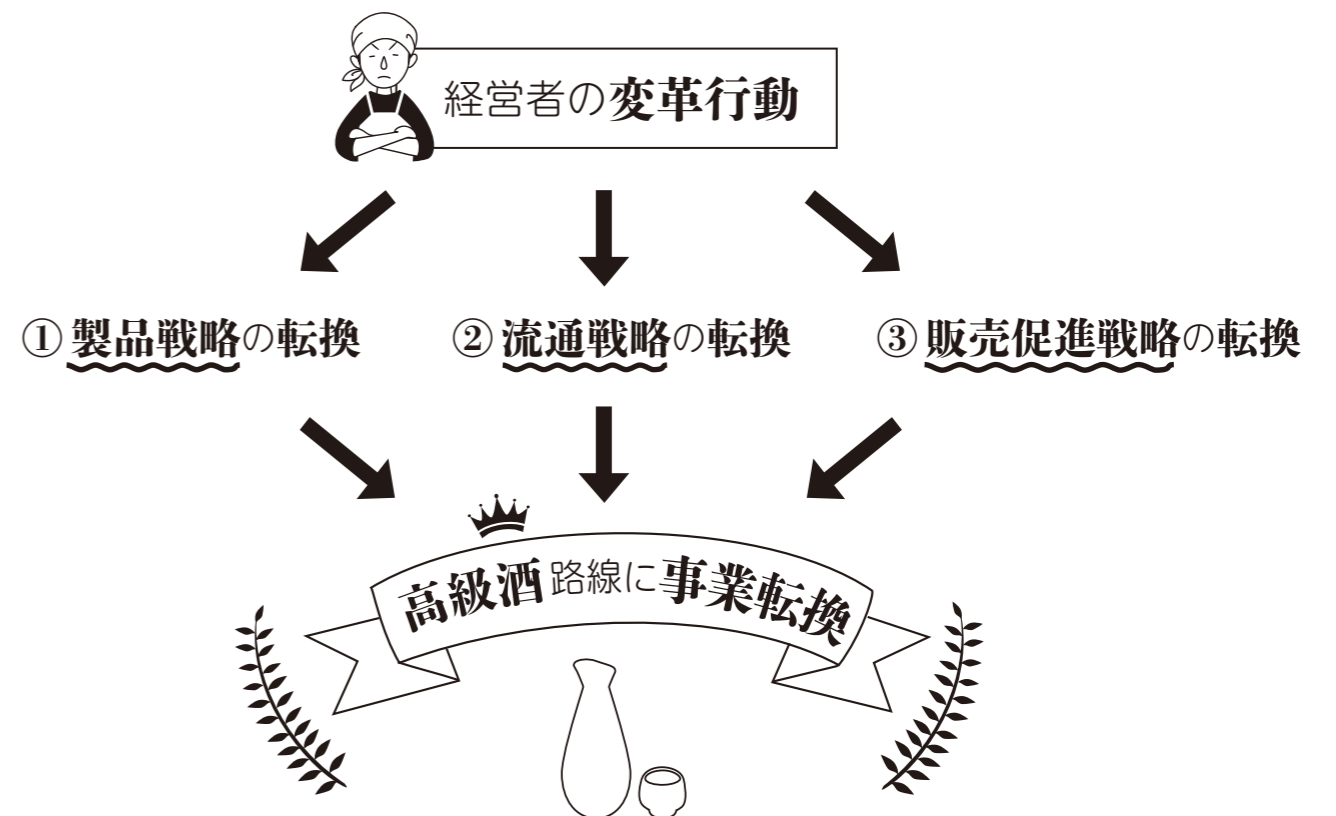 経営者の変革行動
① 製品戦略の転換
② 流通戦略の転換
③ 販売促進戦略の転換
高級酒路線に事業転換